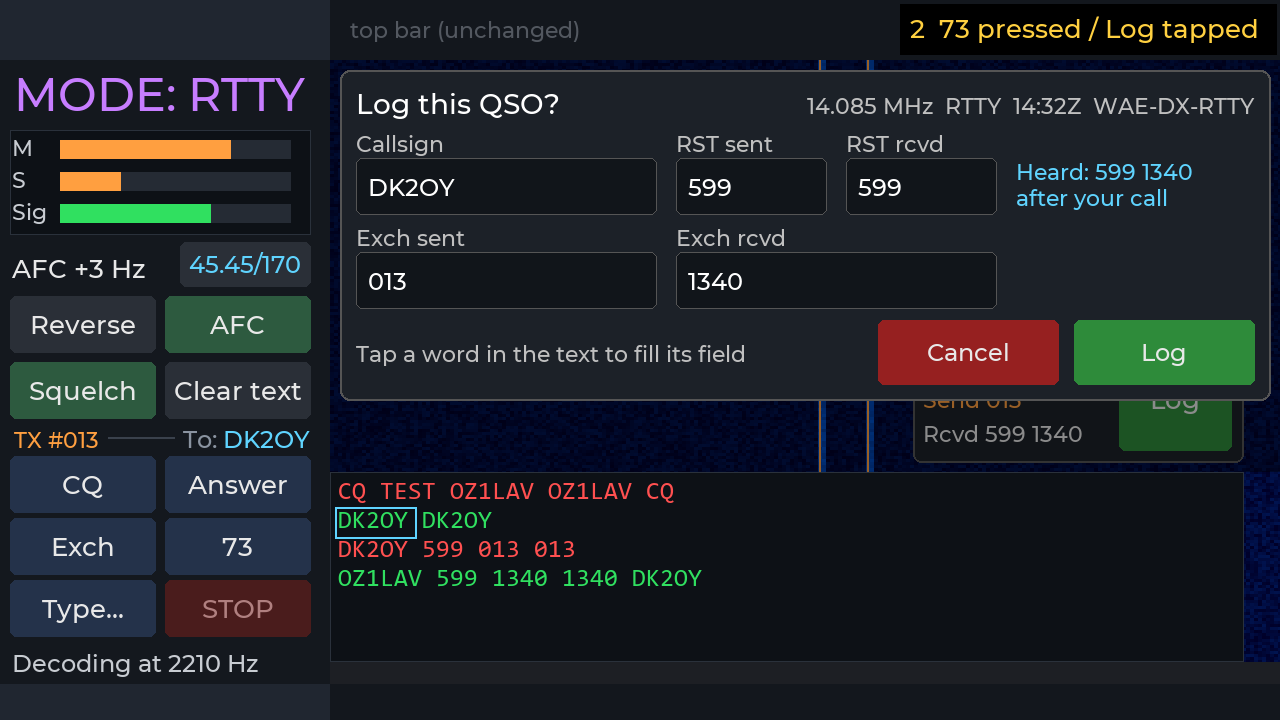 top bar (unchanged)
2 73 pressed / Log tapped
MODE: RTTY
M
S
Sig
AFC +3 Hz
45.45/170
Reverse
AFC
Squelch
Clear text
TX #013
To: DK2OY
CQ
Answer
Exch
73
Type...
STOP
Decoding at 2210 Hz
Log this QSO?
14.085 MHz RTTY 14:32Z WAE-DX-RTTY
Callsign
RST sent
RST rcvd
DK2OY
599
599
Heard: 599 1340
after your call
Exch sent
Exch rcvd
013
1340
Tap a word in the text to fill its field
Cancel
Log
Send 013
Log
Rcvd 599 1340
CQ TEST OZ1LAV OZ1LAV CQ
DK2OY DK2OY
DK2OY 599 013 013
OZ1LAV 599 1340 1340 DK2OY